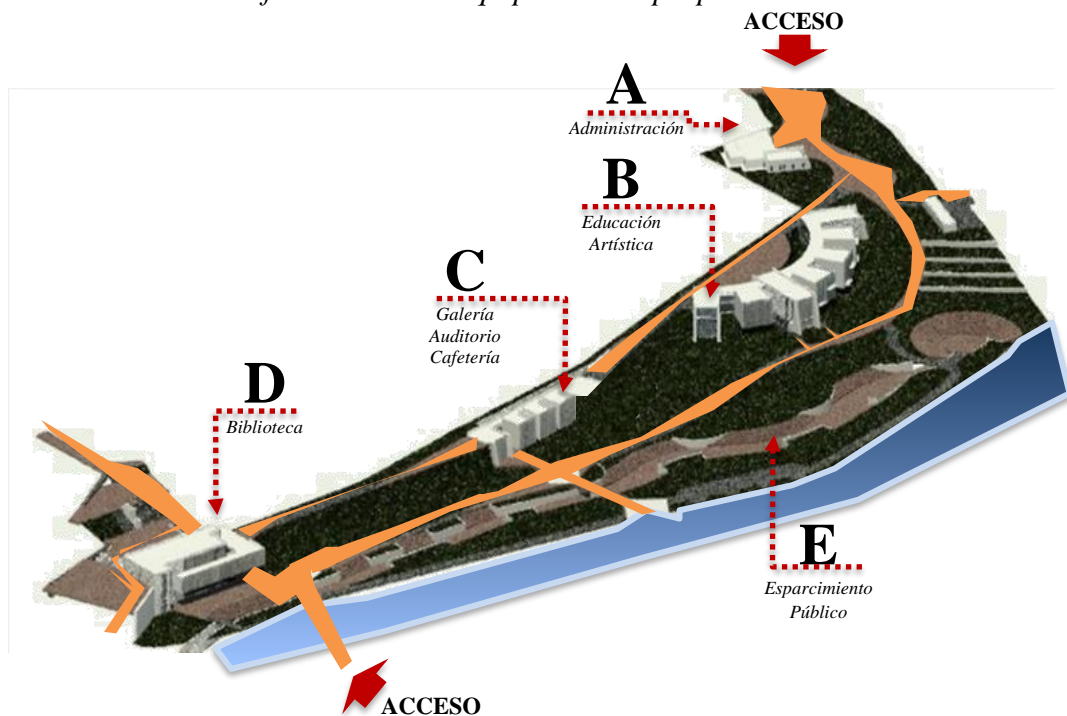 ACCESO
A
Administración
B
Educación
Artística
C
Galería
Auditorio
Cafetería
D
Biblioteca
E
Esparcimiento
Público
ACCESO